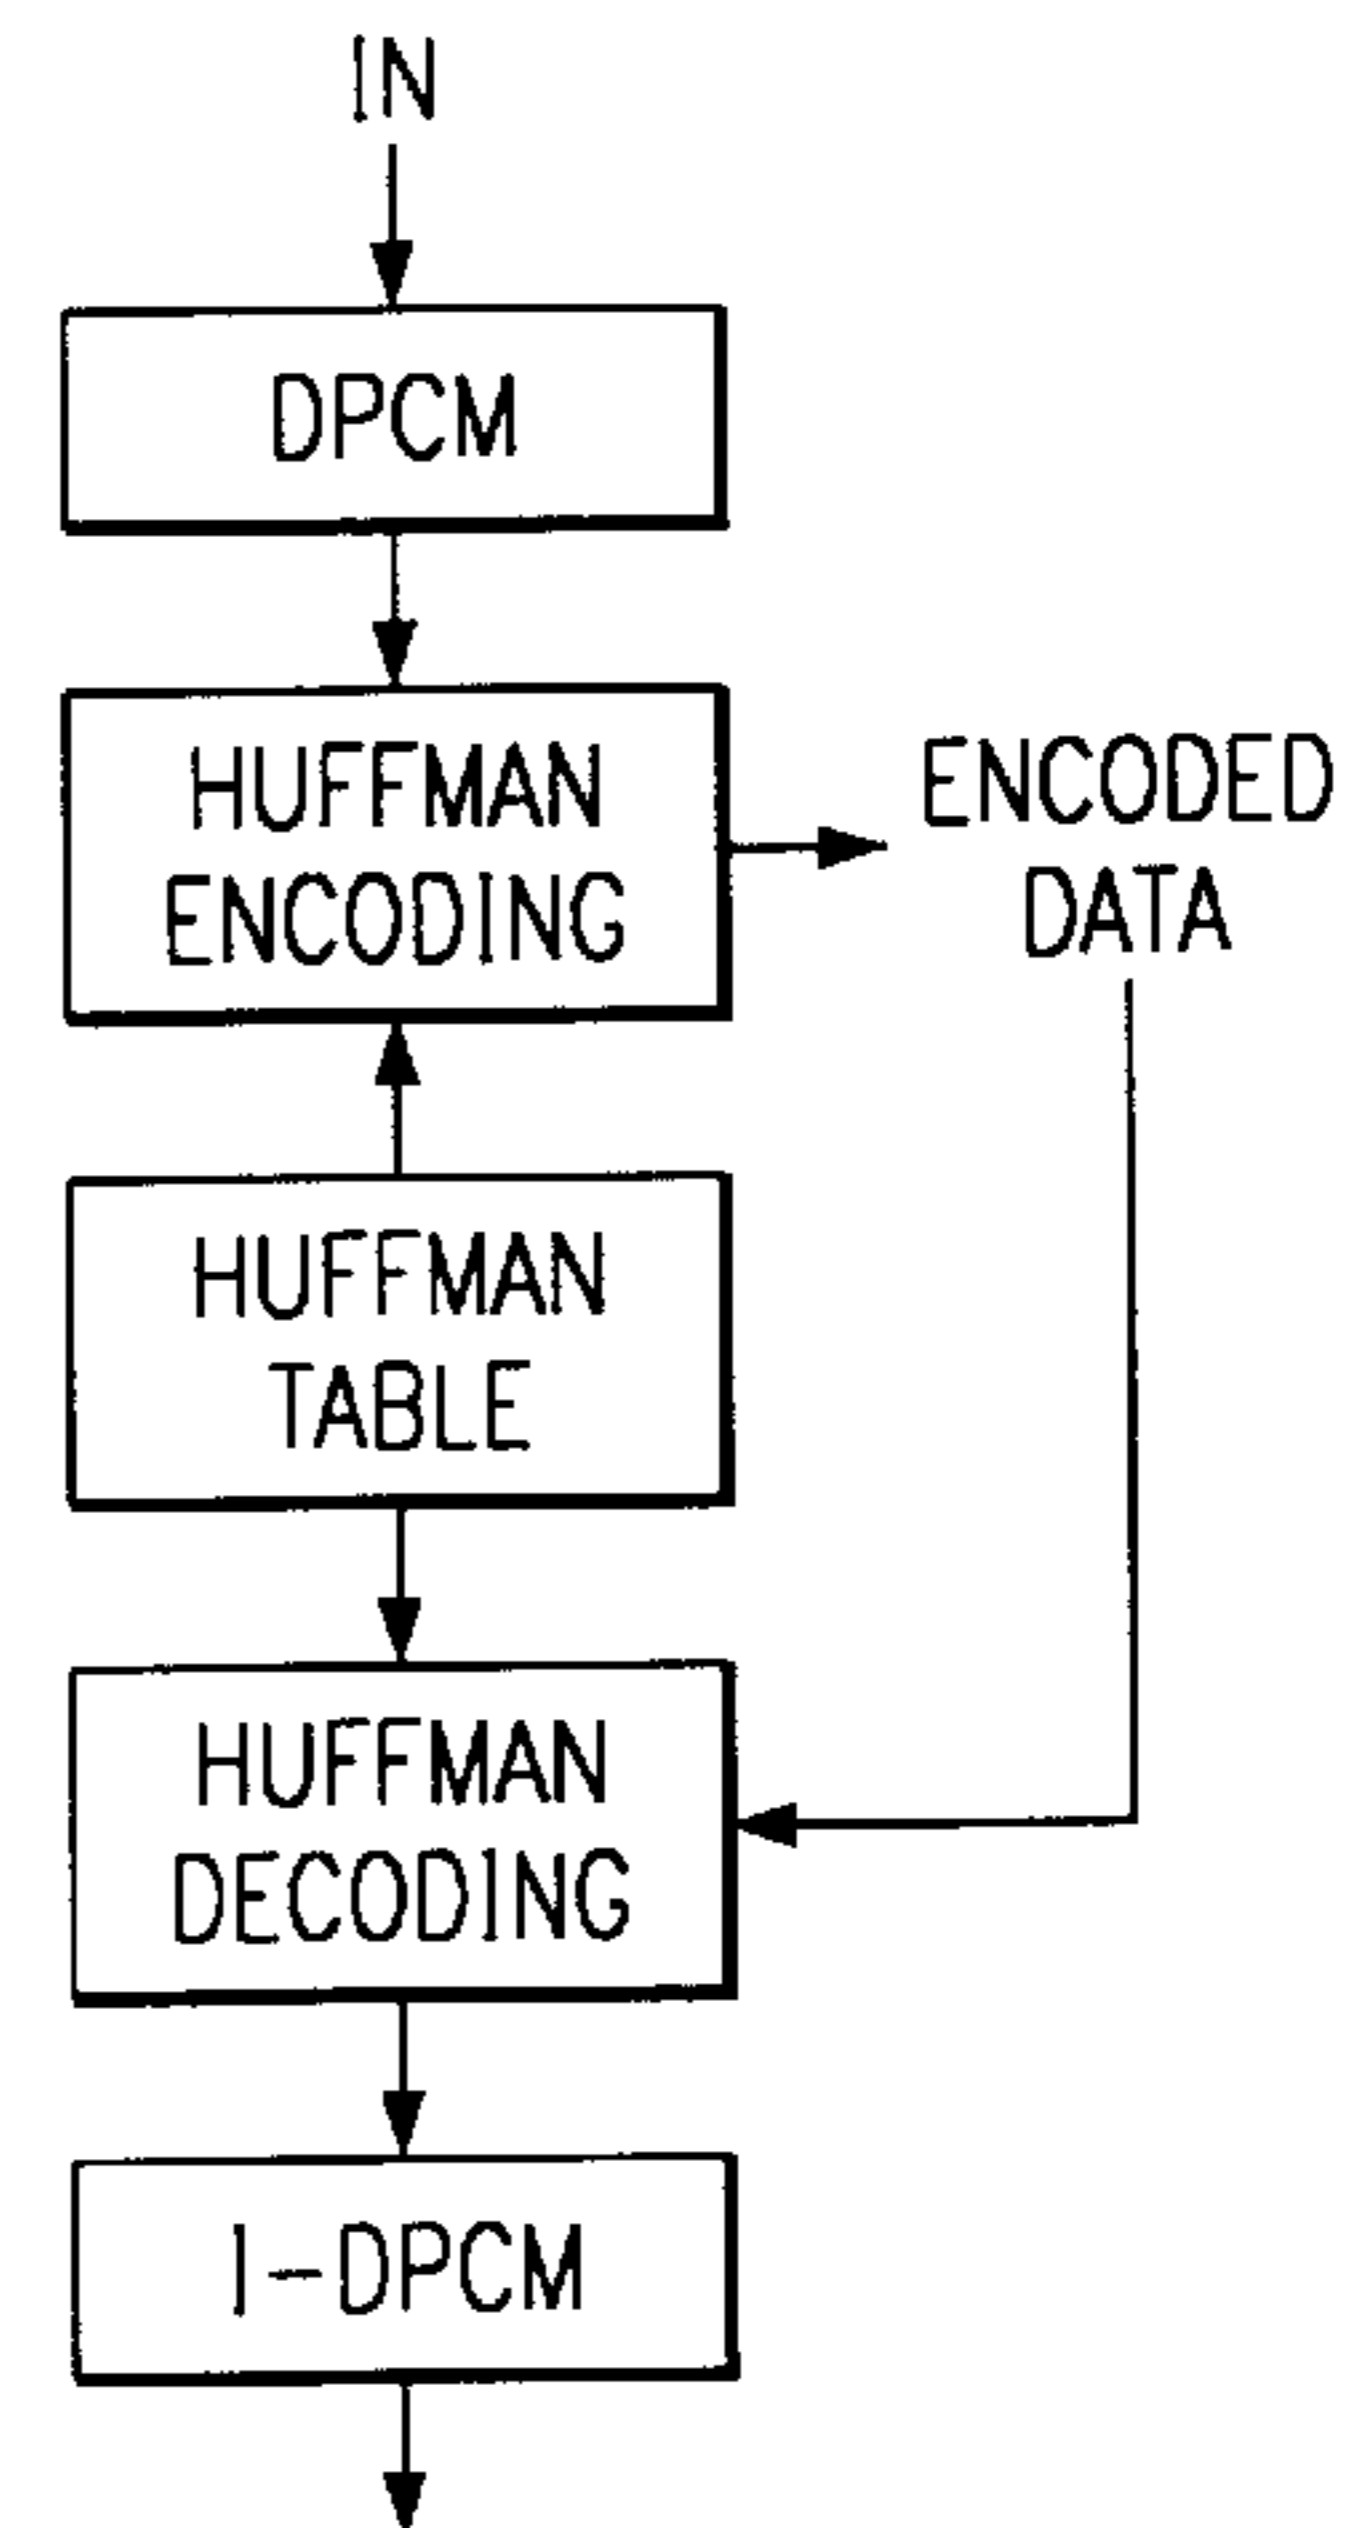 IN
DPCM
HUFFMAN
ENCODING
ENCODED
DATA
HUFFMAN
TABLE
HUFFMAN
DECODING
I-DPCM